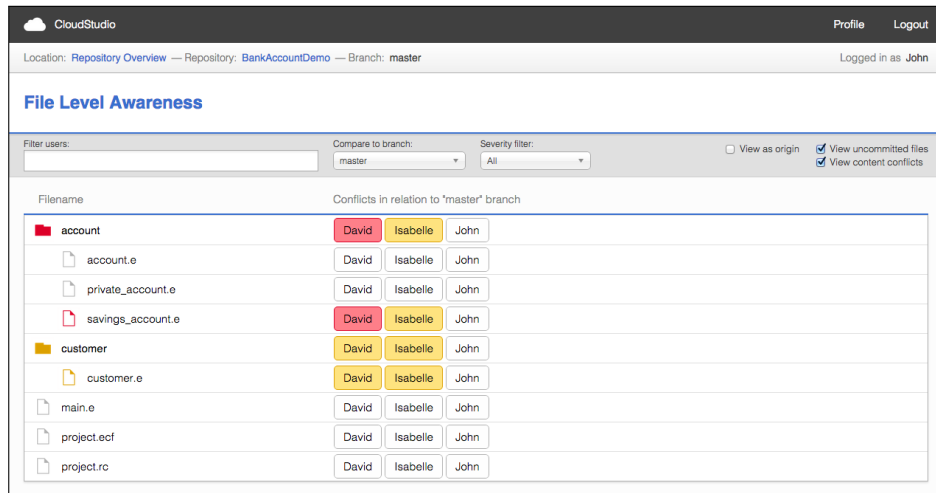 CloudStudio Profile Logout
Location: Repository Overview — Repository: BankAccountDemo — Branch: master Logged in as John
File Level Awareness
Filter users: Compare to branch: Severity filter:
master All View as origin View uncommitted files
View content conflicts
Filename Conflicts in relation to "master" branch
account David Isabelle John
account.e David Isabelle John
private_account.e David Isabelle John
savings_account.e David Isabelle John
customer David Isabelle John
customer.e David Isabelle John
main.e David Isabelle John
project.ecf David Isabelle John
project.rc David Isabelle John